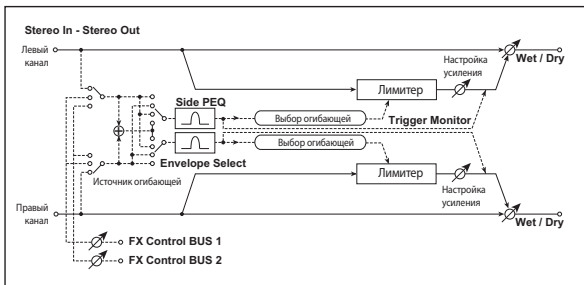 Stereo In - Stereo Out
Левый
канал
Wet / Dry
Настройка
усиления
Лимитер
Side PEQ
Выбор огибающей
Trigger Monitor
Выбор огибающей
Envelope Select
Источник огибающей
Лимитер
Настройка
усиления
Правый
канал
Wet / Dry
FX Control BUS 1
FX Control BUS 2